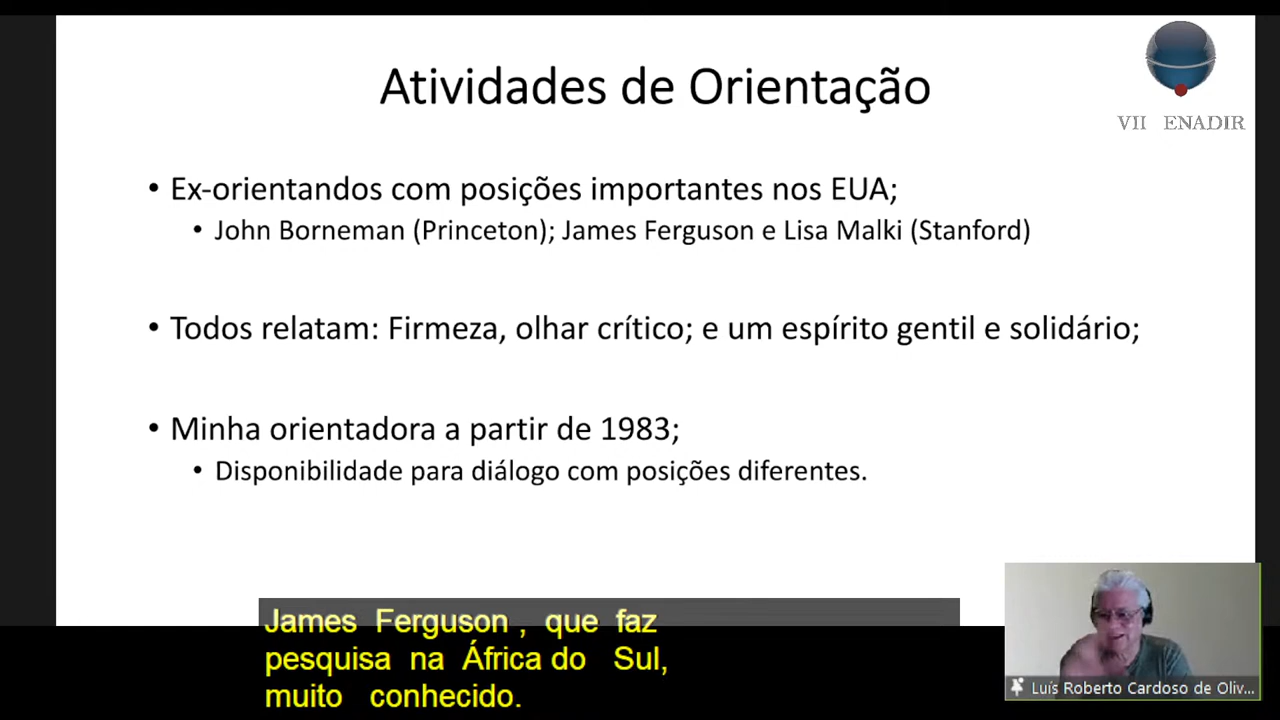 Atividades de Orientação
VII ENADIR
• Ex-orientandos com posições importantes nos EUA;
• John Borneman (Princeton); James Ferguson e Lisa Malki (Stanford)
• Todos relatam: Firmeza, olhar crítico; e um espírito gentil e solidário;
• Minha orientadora a partir de 1983;
• Disponibilidade para diálogo com posições diferentes.
James Ferguson , que faz
pesquisa na África do Sul,
muito conhecido.
Luís Roberto Cardoso de Oliv...